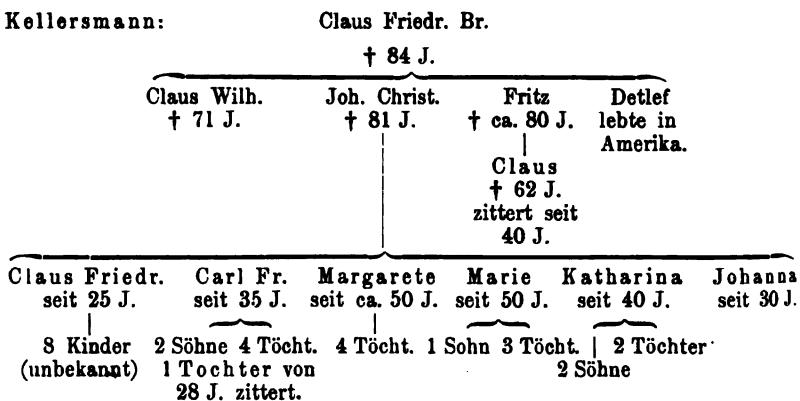 Kellersmann: Claus Friedr. Br.
† 84 J.
Claus Wilh. Joh. Christ. Fritz Detlef
† 71 J. † 81 J. † ca. 80 J. lebte in
Amerika.
Claus
† 62 J.
zittert seit
40 J.
Claus Friedr. Carl Fr. Margarete Marie Katharina Johanna
seit 25 J. seit 35 J. seit ca. 50 J. seit 50 J. seit 40 J. seit 30 J.
8 Kinder 2 Söhne 4 Töcht. 4 Töcht. 1 Sohn 3 Töcht. 2 Töchter
(unbekannt) 1 Tochter von 2 Söhne
28 J. zittert.